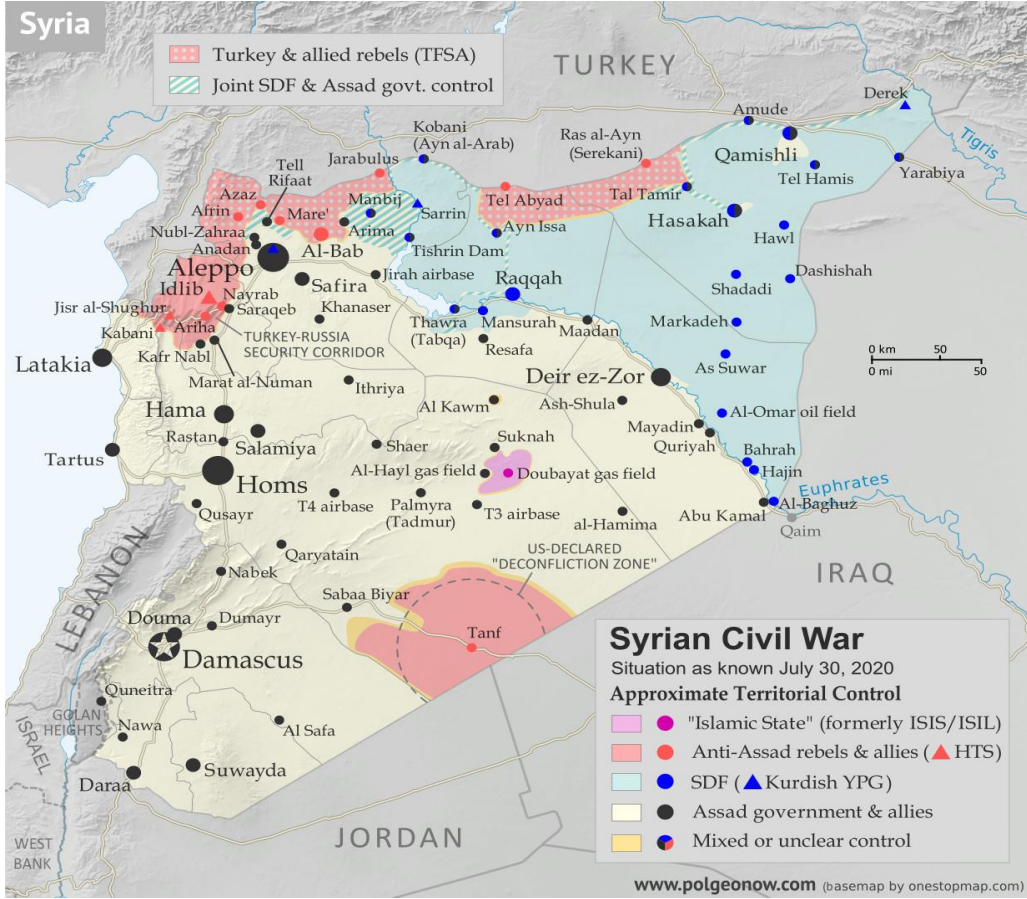 Syria
Turkey & allied rebels (TFSA)
Joint SDF & Assad govt. control
TURKEY
Derek
Amude
Kobani
(Ayn al-Arab)
Ras al-Ayn
(Serekani)
Tigris
Tell
Rifaat
Jarabulus
Qamishli
Yarabiya
Tel Hamis
Azaz
Manbij
Tal Tamir
Afrin
Mare'
Sarrin
Tel Abyad
Hasakah
Nubl-Zahraa
Arima
Ayn Issa
Hawl
Anadan
Al-Bab
Tishrin Dam
Aleppo
Jirah airbase
Raqqah
Dashishah
Idlib
Safira
Shadadi
Nayrab
Jisr al-Shughur
Saraqeb
Khanaser
Thawra
(Tabqa)
Mansurah
Maadan
Markadeh
Kabani
Ariha
TURKEY-RUSSIA
SECURITY CORRIDOR
Resafa
Kafr Nabl
Latakia
Marat al-Numan
As Suwar
0 km
50
0 mi
50
Ithriya
Deir ez-Zor
Hama
Al Kawm
Ash-Shula
Al-Omar oil field
Rastan
Salamiya
Shaer
Suknah
Mayadin
Quriyah
Tartus
Al-Hayl gas field
Doubayat gas field
Bahrah
Hajin
Homs
Euphrates
Qusayr
T4 airbase
Palmyra
(Tadmur)
T3 airbase
al-Hamima
Abu Kamal
Al-Baghuz
Qaim
Qaryatain
US-DECLARED
"DECONFLICTION ZONE"
IRAQ
LEBANON
Nabek
Sabaa Biyar
Douma
Dumayr
Tanf
Damascus
Quneitra
GOLAN
HEIGHTS
ISRAEL
Nawa
Al Safa
Daraa
Suwayda
JORDAN
WEST
BANK
Syrian Civil War
Situation as known July 30, 2020
Approximate Territorial Control
"Islamic State" (formerly ISIS/ISIL)
Anti-Assad rebels & allies ( HTS)
SDF ( Kurdish YPG)
Assad government & allies
Mixed or unclear control
www.polgeonow.com (basemap by onestopmap.com)